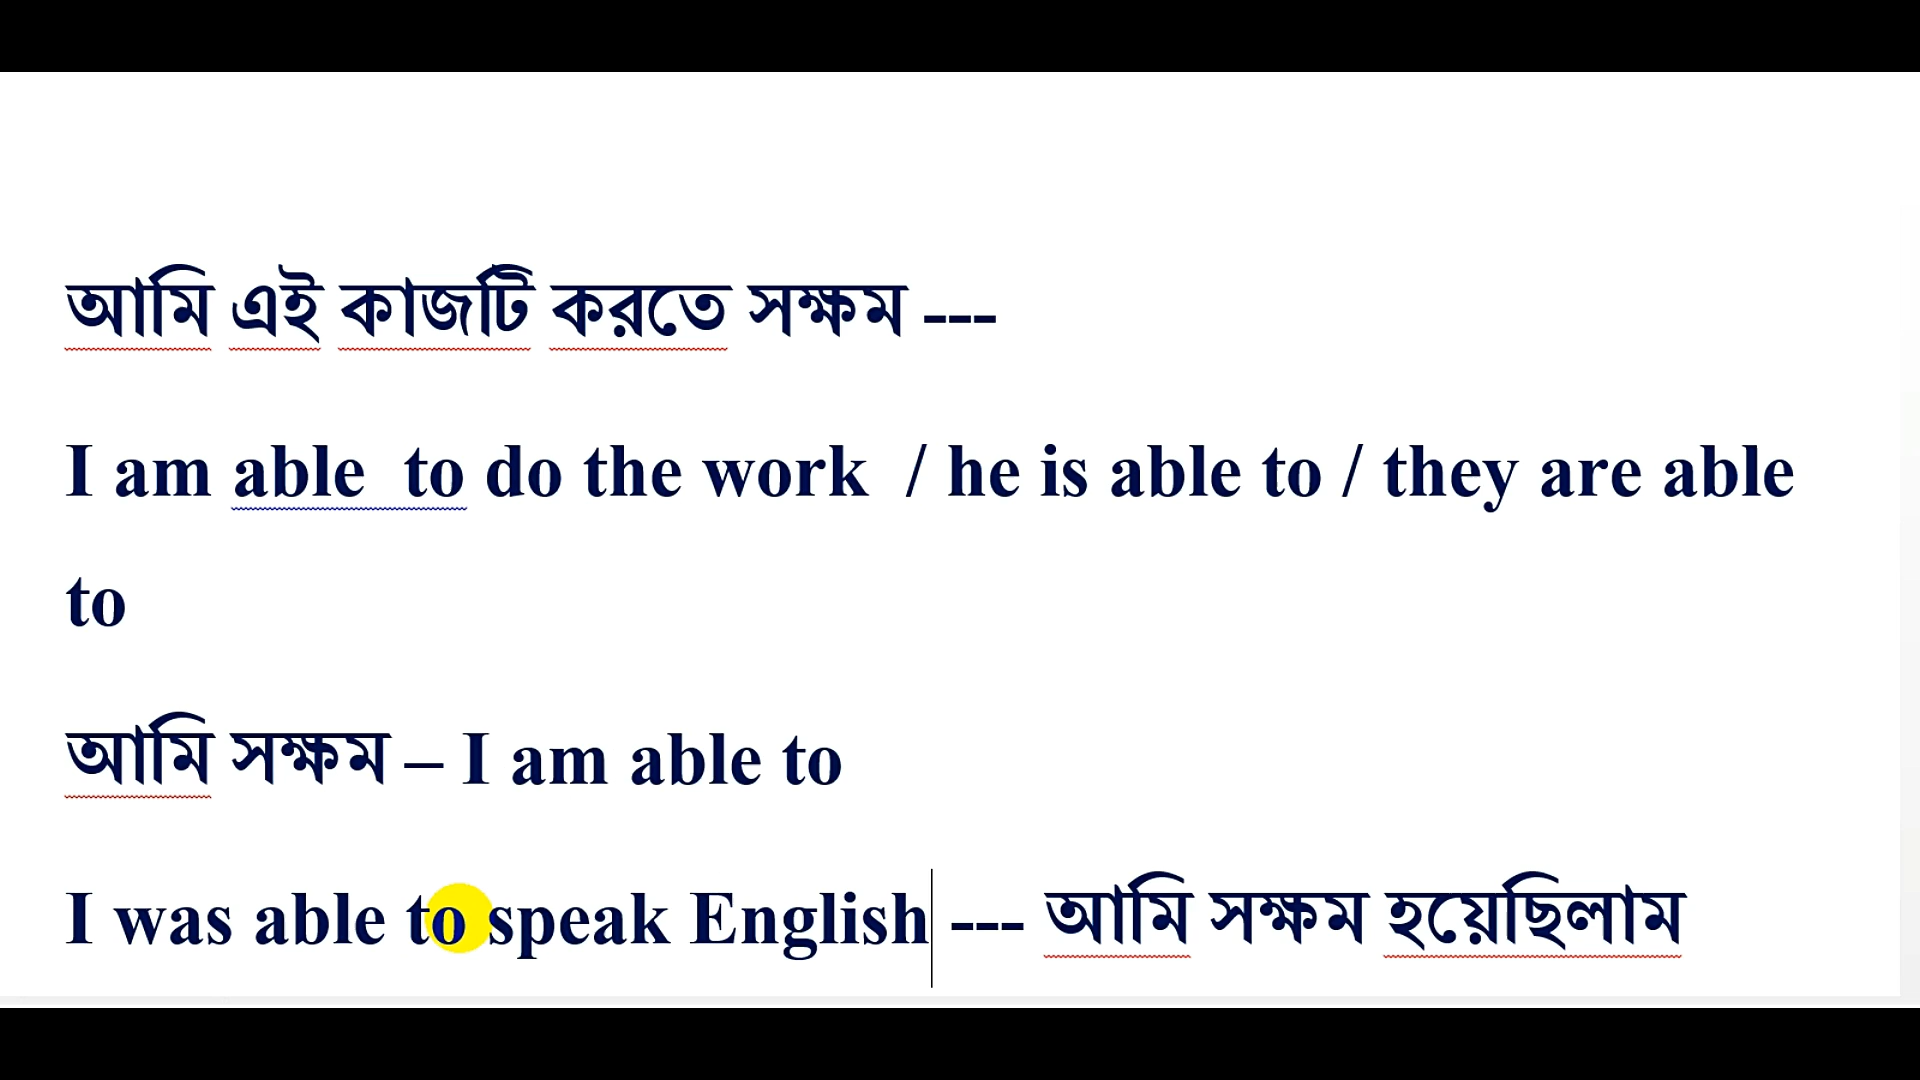 আমি এই কাজটি করতে সক্ষম ---
I am able  to do the work  / he is able to / they are able
to
আমি সক্ষম – I am able to
I was able to speak English --- আমি সক্ষম হয়েছিলাম